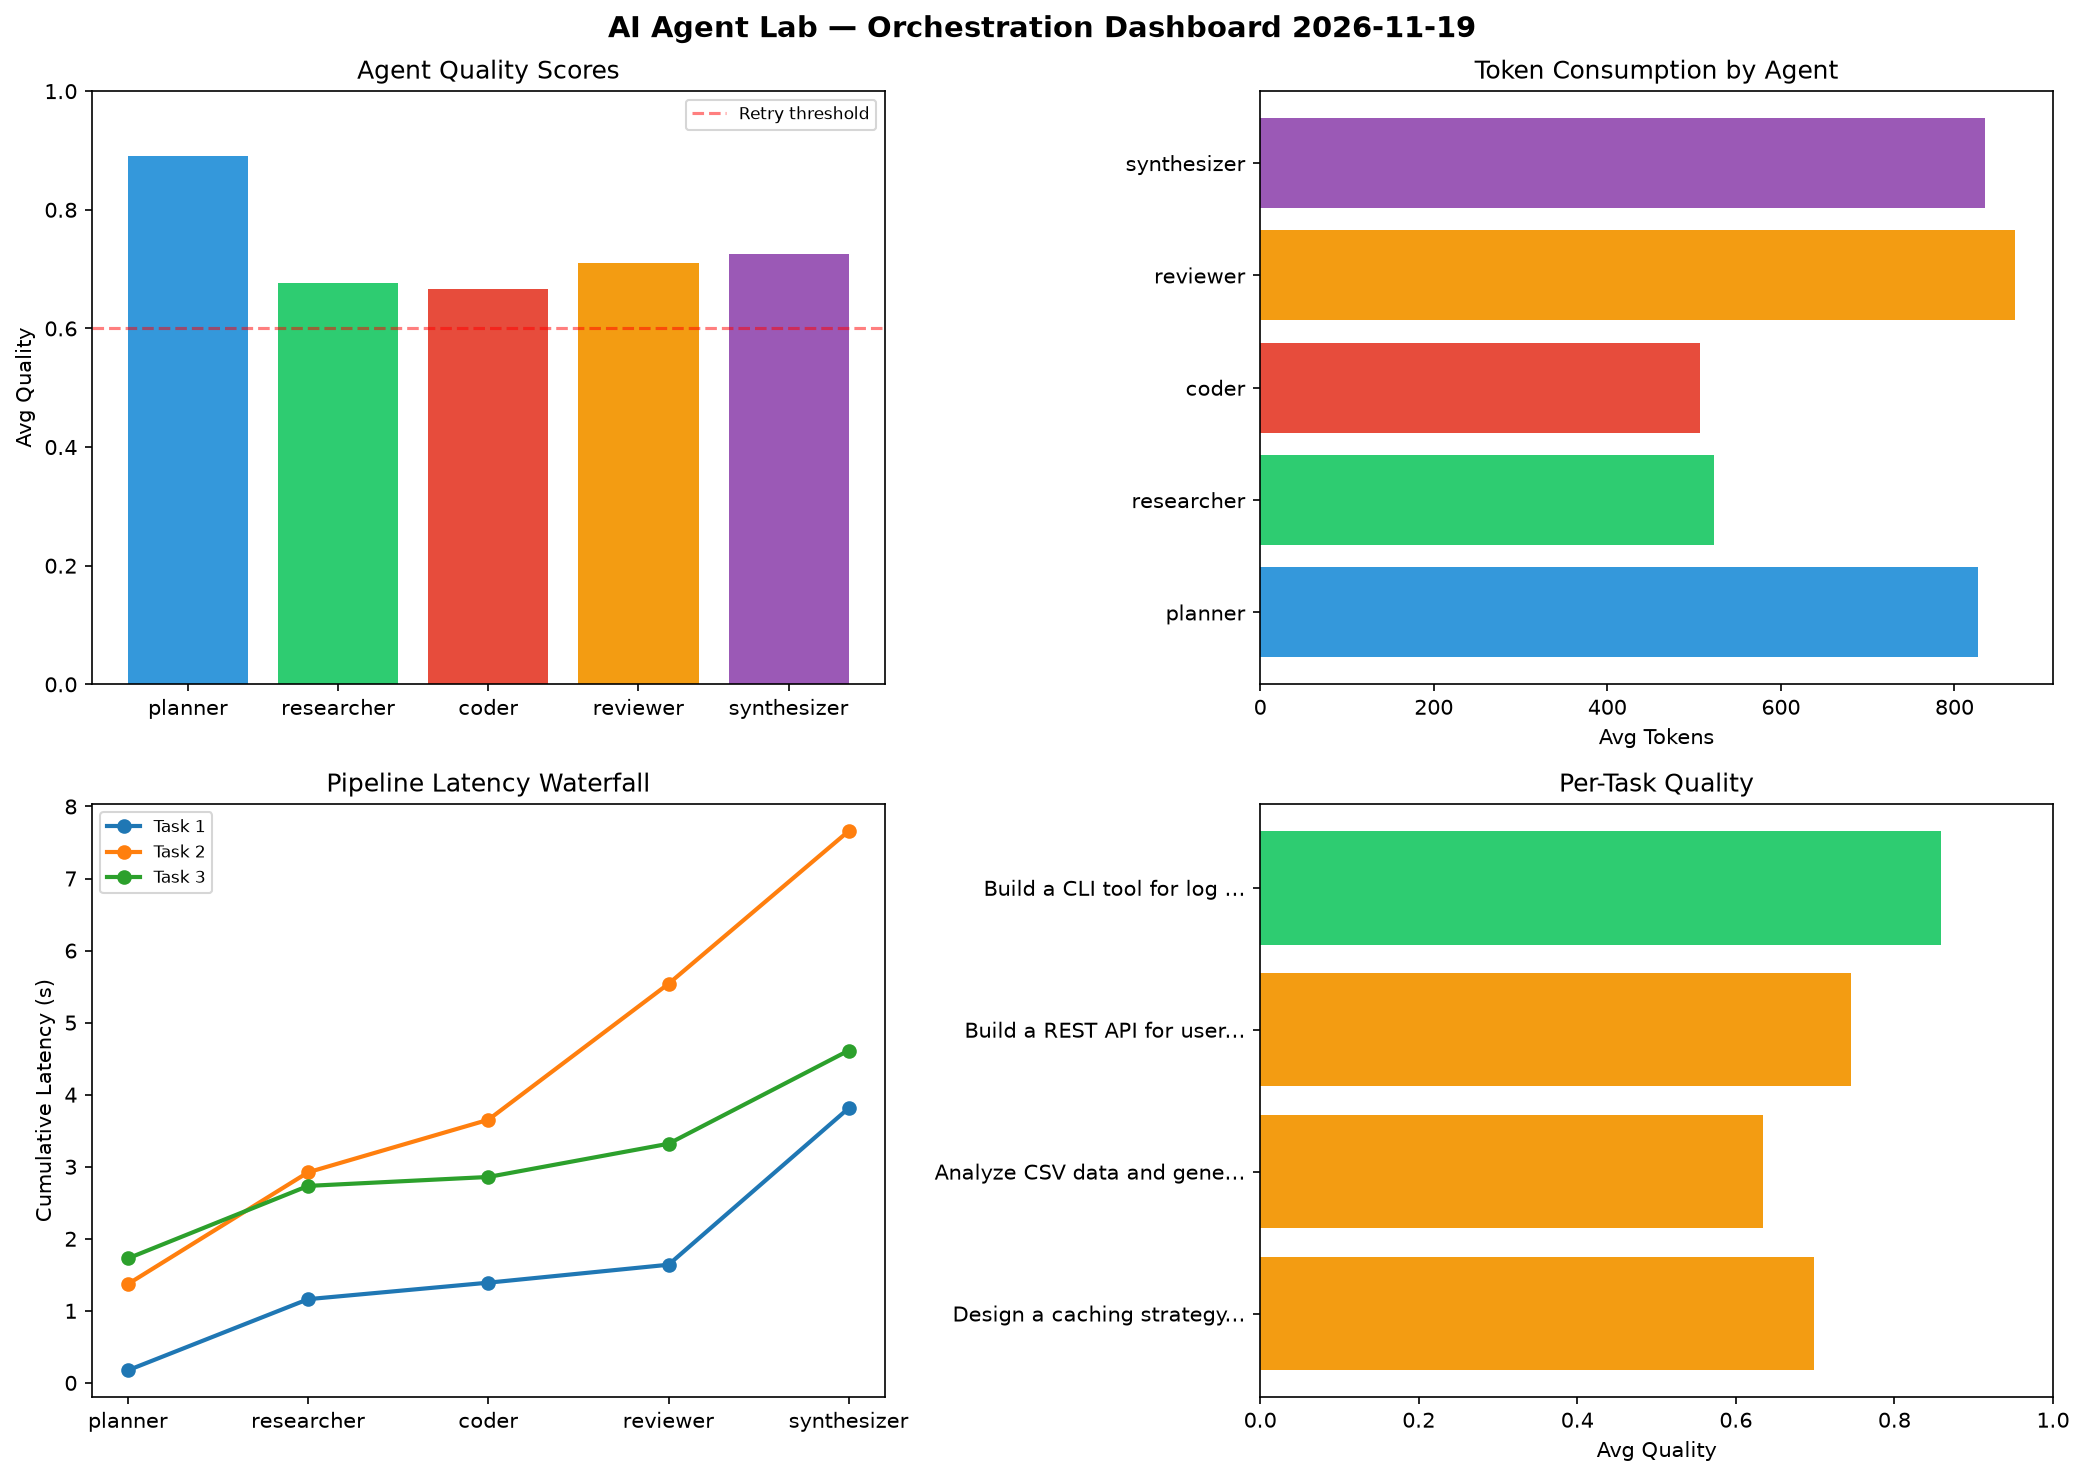 AI Agent Lab — Orchestration Dashboard 2026-11-19
Agent Quality Scores
Retry threshold
Avg Quality
1.0
0.8
0.6
0.4
0.2
0.0
planner researcher coder reviewer synthesizer
Token Consumption by Agent
synthesizer
reviewer
coder
researcher
planner
0 200 400 600 800
Avg Tokens
Pipeline Latency Waterfall
Task 1
Task 2
Task 3
Cumulative Latency (s)
8
7
6
5
4
3
2
1
0
planner researcher coder reviewer synthesizer
Per-Task Quality
Build a CLI tool for log ...
Build a REST API for user...
Analyze CSV data and gene...
Design a caching strategy...
0.0 0.2 0.4 0.6 0.8 1.0
Avg Quality